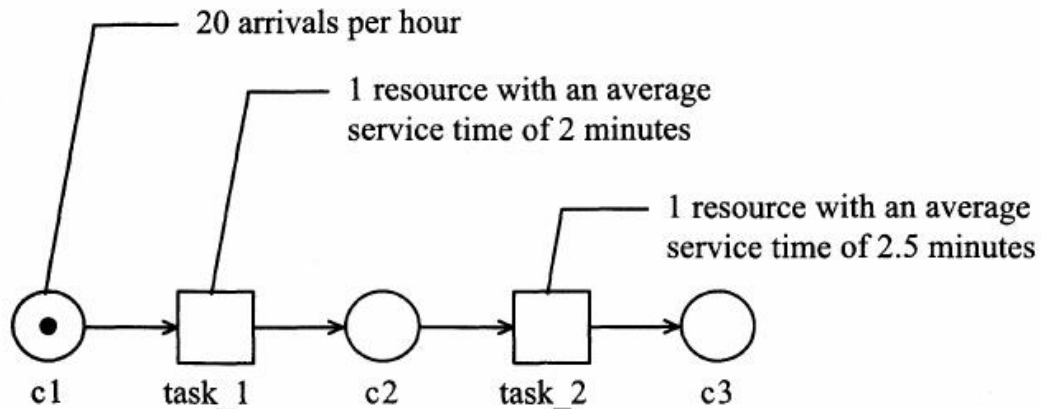 20 arrivals per hour
1 resource with an average
service time of 2 minutes
1 resource with an average
service time of 2.5 minutes
c1
task_1
c2
task_2
c3